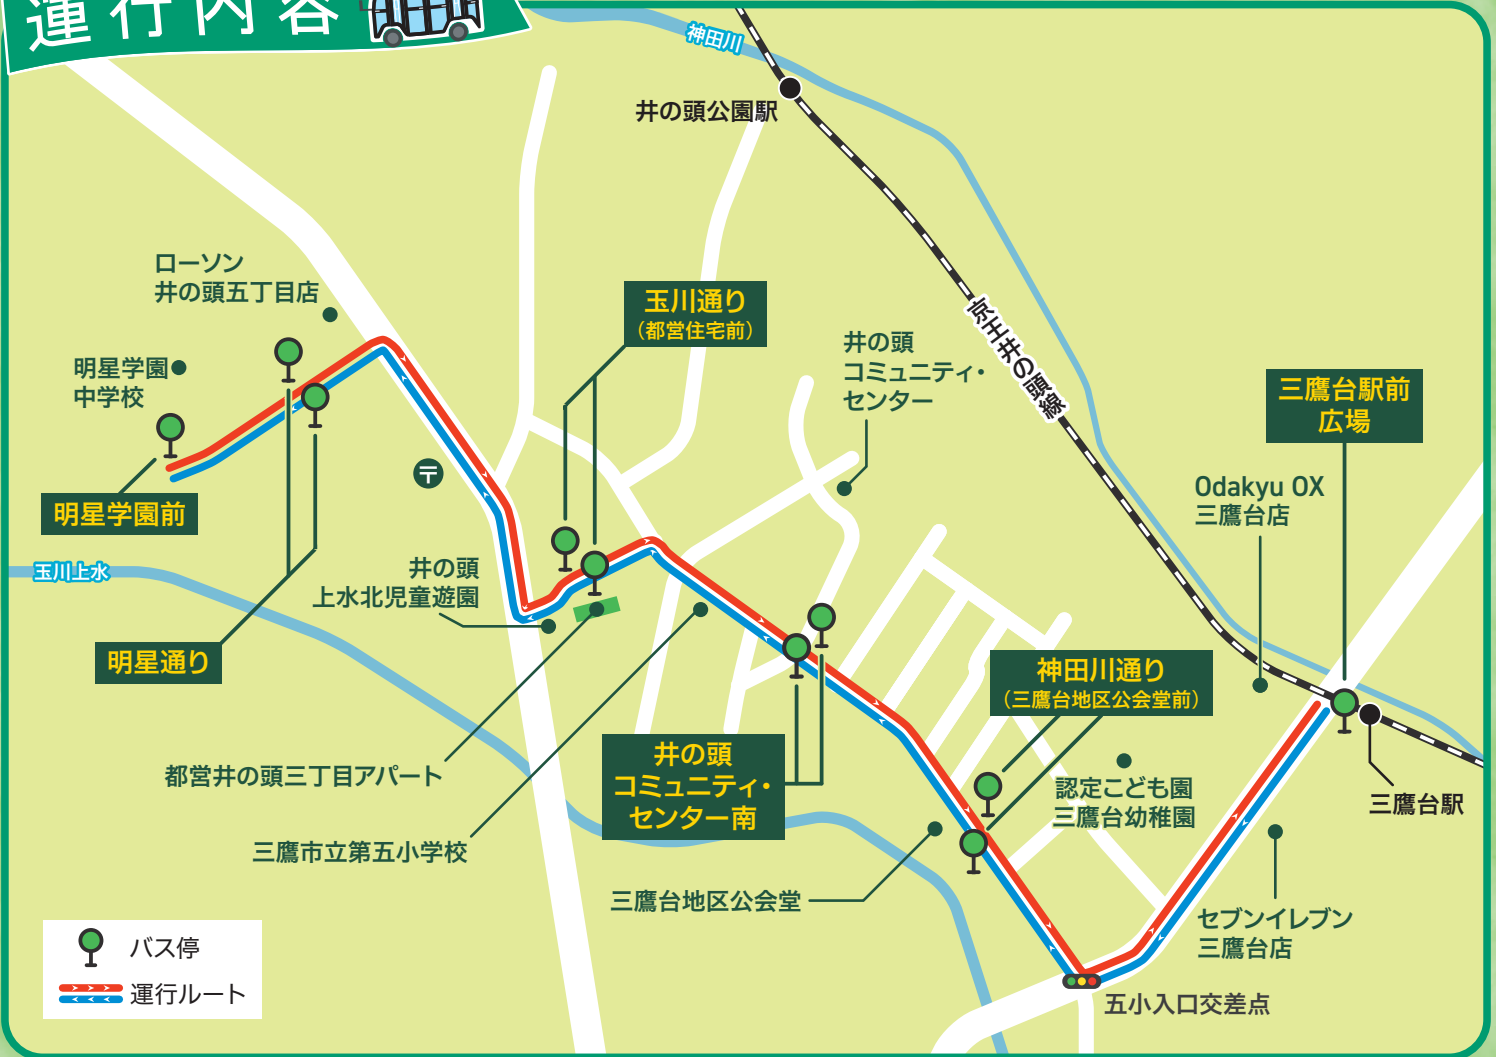 運行内容
神田川
井の頭公園駅
ローソン
井の頭五丁目店
玉川通り
（都営住宅前）
井の頭
コミュニティ・
センター
京王井の頭線
明星学園
中学校
三鷹台駅前
広場
Odakyu OX
三鷹台店
明星学園前
〒
玉川上水
井の頭
上水北児童遊園
明星通り
神田川通り
（三鷹台地区公会堂前）
井の頭
コミュニティ・
センター南
都営井の頭三丁目アパート
認定こども園
三鷹台幼稚園
三鷹台駅
三鷹市立第五小学校
三鷹台地区公会堂
セブンイレブン
三鷹台店
バス停
運行ルート
五小入口交差点